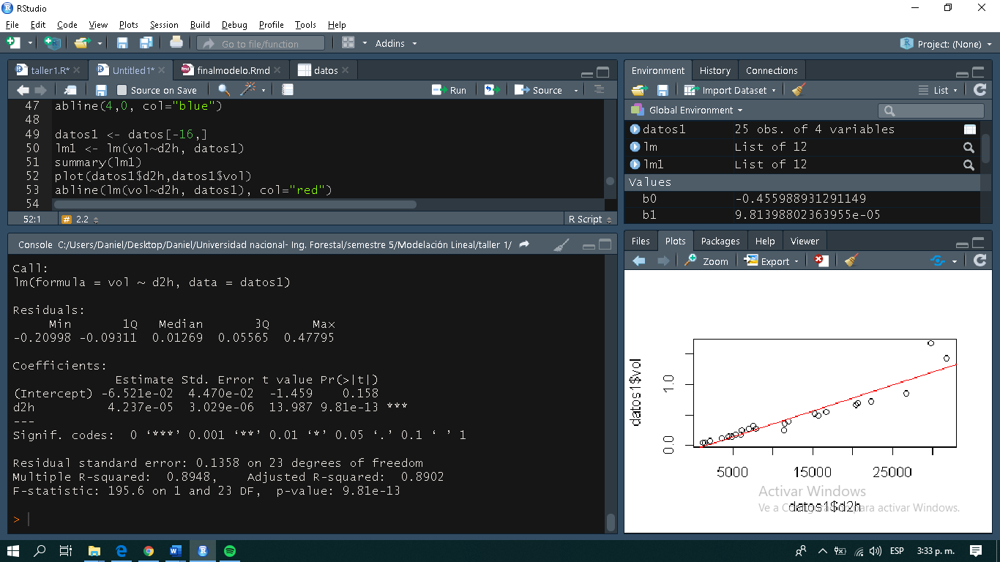 RStudio
File Edit Code View Plots Session Build Debug Profile Tools Help
Go to file/function Addins Project: (None)
taller1.R* Untitled1* finalmodelo.Rmd datos
Source on Save Run Source
47 abline(4,0, col="blue")
48
49 datos1 <- datos[-16,]
50 lm1 <- lm(vol~d2h, datos1)
51 summary(lm1)
52 plot(datos1$d2h,datos1$vol)
53 abline(lm(vol~d2h, datos1), col="red")
54
52:1 # 2.2 R Script
Console C:/Users/Daniel/Desktop/Daniel/Universidad nacional- Ing. Forestal/semestre 5/Modelación Lineal/taller 1/
Call:
lm(formula = vol ~ d2h, data = datos1)
Residuals:
Min 1Q Median 3Q Max
-0.20998 -0.09311 0.01269 0.05565 0.47795
Coefficients:
Estimate Std. Error t value Pr(>|t|)
(Intercept) -6.521e-02 4.470e-02 -1.459 0.158
d2h 4.237e-05 3.029e-06 13.987 9.81e-13 ***
---
Signif. codes: 0 ‘***’ 0.001 ‘**’ 0.01 ‘*’ 0.05 ‘.’ 0.1 ‘ ’ 1
Residual standard error: 0.1358 on 23 degrees of freedom
Multiple R-squared: 0.8948, Adjusted R-squared: 0.8902
F-statistic: 195.6 on 1 and 23 DF, p-value: 9.81e-13
>
Environment History Connections
Import Dataset List
Global Environment
datos1 25 obs. of 4 variables
lm List of 12
lm1 List of 12
Values
b0 -0.455988931291149
b1 9.81398802363955e-05
Files Plots Packages Help Viewer
Zoom Export
datos1$vol
1.0
0.0
5000 15000 25000
datos1$d2h
Activar Windows
Ve a Configuración para activar Windows.
ESP 3:33 p. m.